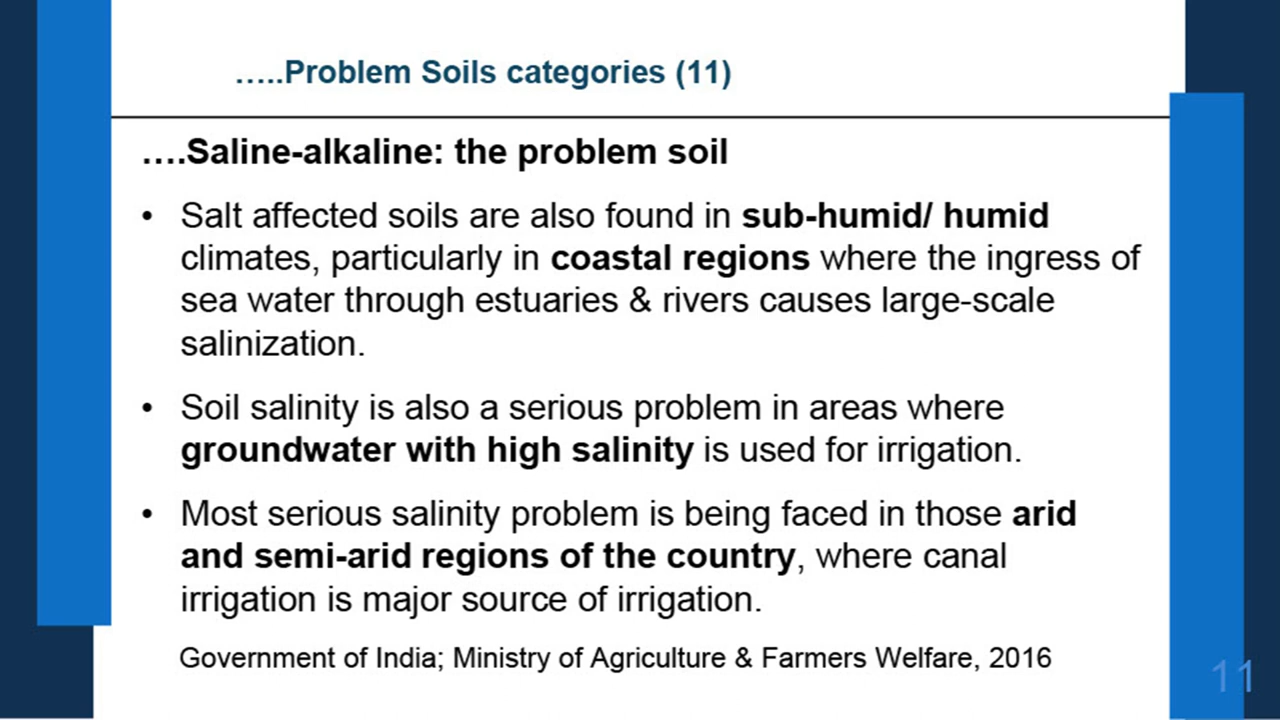 …..Problem Soils categories (11)
….Saline-alkaline: the problem soil
• Salt affected soils are also found in sub-humid/ humid
climates, particularly in coastal regions where the ingress of
sea water through estuaries & rivers causes large-scale
salinization.
• Soil salinity is also a serious problem in areas where
groundwater with high salinity is used for irrigation.
• Most serious salinity problem is being faced in those arid
and semi-arid regions of the country, where canal
irrigation is major source of irrigation.
Government of India; Ministry of Agriculture & Farmers Welfare, 2016
11